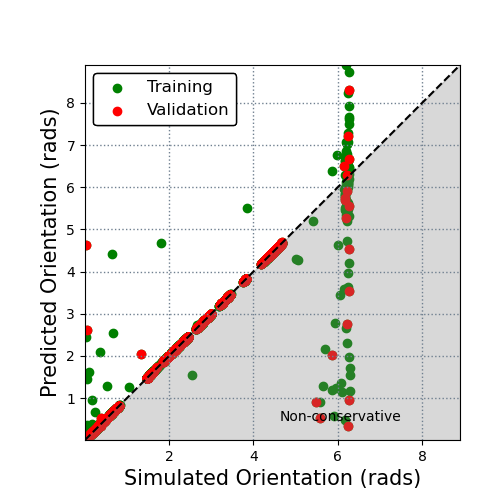 Training
Validation
Predicted Orientation (rads)
8
7
6
5
4
3
2
1
Non-conservative
2
4
6
8
Simulated Orientation (rads)